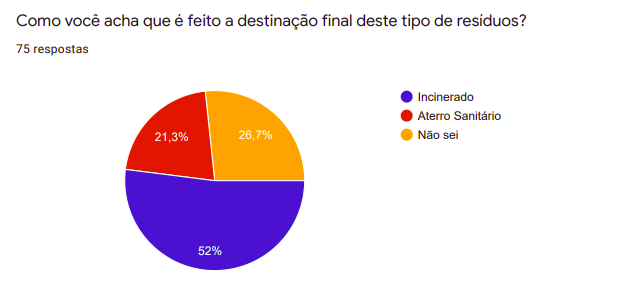 Como você acha que é feito a destinação final deste tipo de resíduos?
75 respostas
Incinerado
Aterro Sanitário
Não sei
21,3%
26,7%
52%